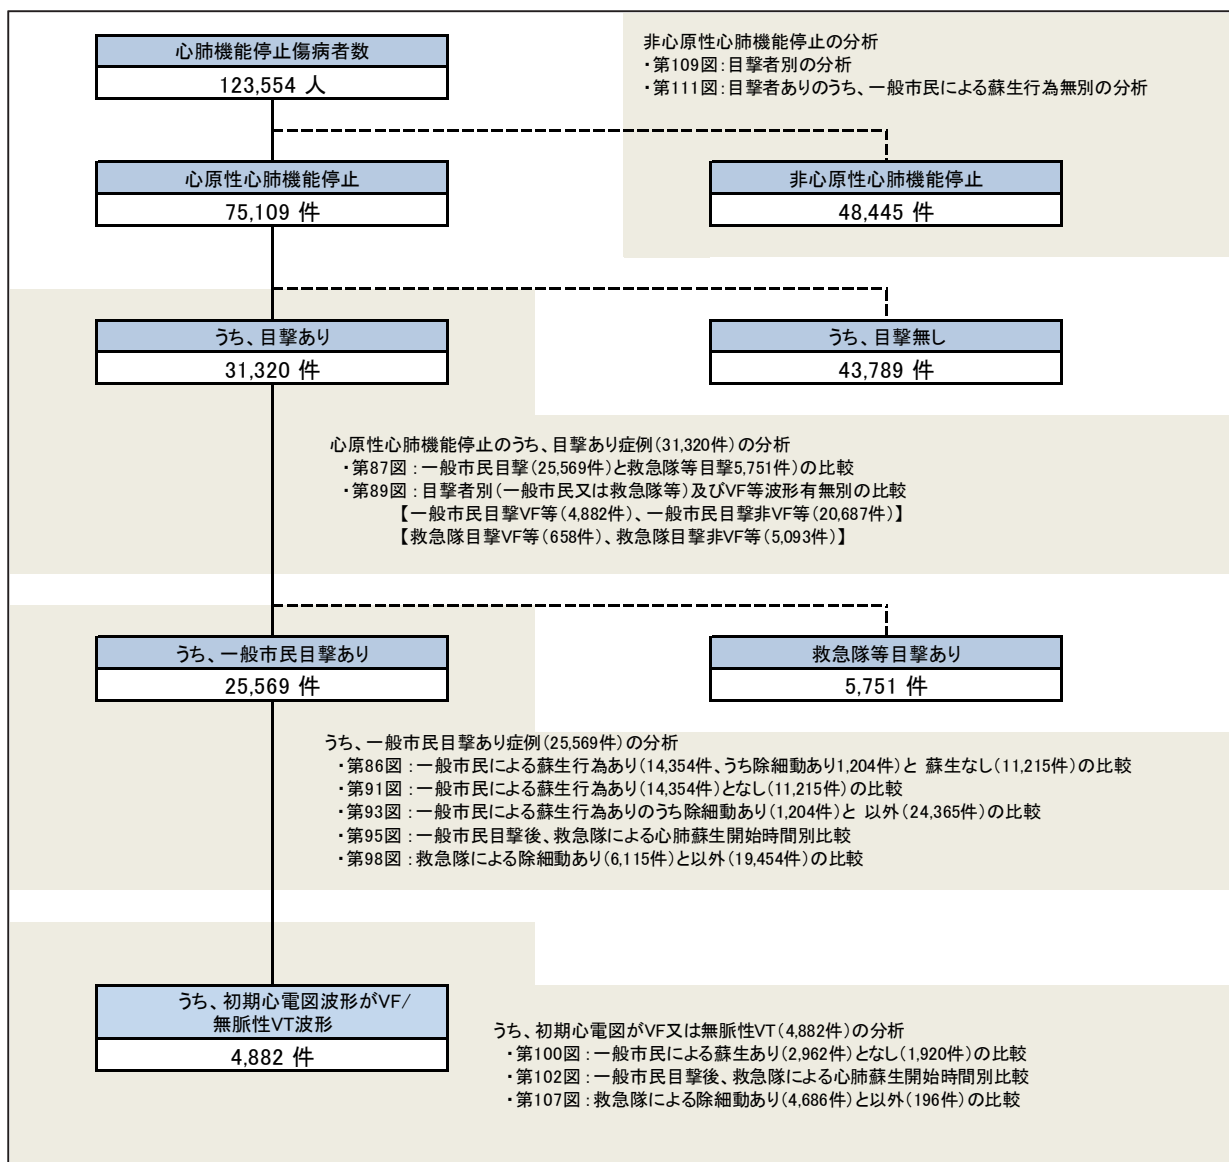 心肺機能停止傷病者数
123,554 人
非心原性心肺機能停止の分析
・第109図:目撃者別の分析
・第111図:目撃者ありのうち、一般市民による蘇生行為無別の分析
心原性心肺機能停止
75,109 件
非心原性心肺機能停止
48,445 件
うち、目撃あり
31,320 件
うち、目撃無し
43,789 件
心原性心肺機能停止のうち、目撃あり症例(31,320件)の分析
・第87図:一般市民目撃(25,569件)と救急隊等目撃5,751件)の比較
・第89図:目撃者別(一般市民又は救急隊等)及びVF等波形有無別の比較
【一般市民目撃VF等(4,882件)、一般市民目撃非VF等(20,687件)】
【救急隊目撃VF等(658件)、救急隊目撃非VF等(5,093件)】
うち、一般市民目撃あり
25,569 件
救急隊等目撃あり
5,751 件
うち、一般市民目撃あり症例(25,569件)の分析
・第86図:一般市民による蘇生行為あり(14,354件、うち除細動あり1,204件)と 蘇生なし(11,215件)の比較
・第91図:一般市民による蘇生行為あり(14,354件)となし(11,215件)の比較
・第93図:一般市民による蘇生行為ありのうち除細動あり(1,204件)と 以外(24,365件)の比較
・第95図:一般市民目撃後、救急隊による心肺蘇生開始時間別比較
・第98図:救急隊による除細動あり(6,115件)と以外(19,454件)の比較
うち、初期心電図波形がVF/
無脈性VT波形
4,882 件
うち、初期心電図がVF又は無脈性VT(4,882件)の分析
・第100図:一般市民による蘇生あり(2,962件)となし(1,920件)の比較
・第102図:一般市民目撃後、救急隊による心肺蘇生開始時間別比較
・第107図:救急隊による除細動あり(4,686件)と以外(196件)の比較